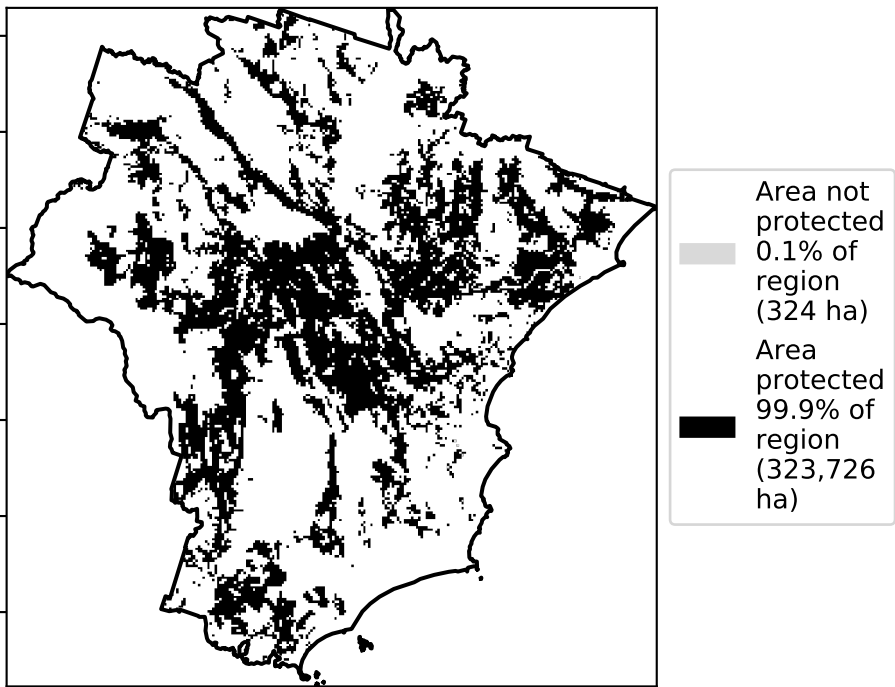 Area not
protected
0.1% of
region
(324 ha)
Area
protected
99.9% of
region
(323,726
ha)